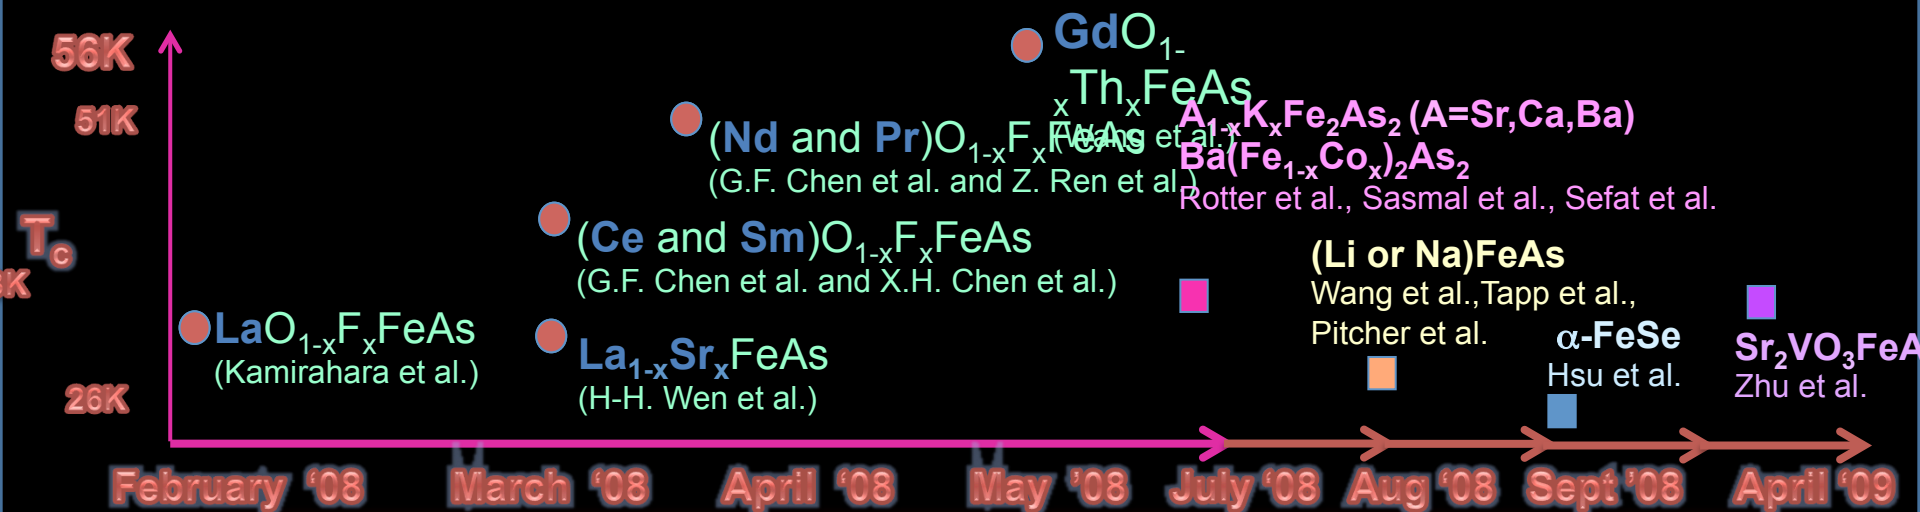 56K
51K
Tc
K
26K
LaO1-xFxFeAs
(Kamirahara et al.)
(Ce and Sm)O1-xFxFeAs
(G.F. Chen et al. and X.H. Chen et al.)
La1-xSrxFeAs
(H-H. Wen et al.)
(Nd and Pr)O1-xFxFeAs
(G.F. Chen et al. and Z. Ren et al.)
GdO1-
xThxFeAs
(Wang et al.)
A1-xKxFe2As2 (A=Sr,Ca,Ba)
Ba(Fe1-xCox)2As2
Rotter et al., Sasmal et al., Sefat et al.
(Li or Na)FeAs
Wang et al.,Tapp et al.,
Pitcher et al.
α-FeSe
Hsu et al.
Sr2VO3FeA
Zhu et al.
February ‘08 March ‘08 April ‘08 May ’08 July ‘08 Aug ‘08 Sept ’08 April ‘09